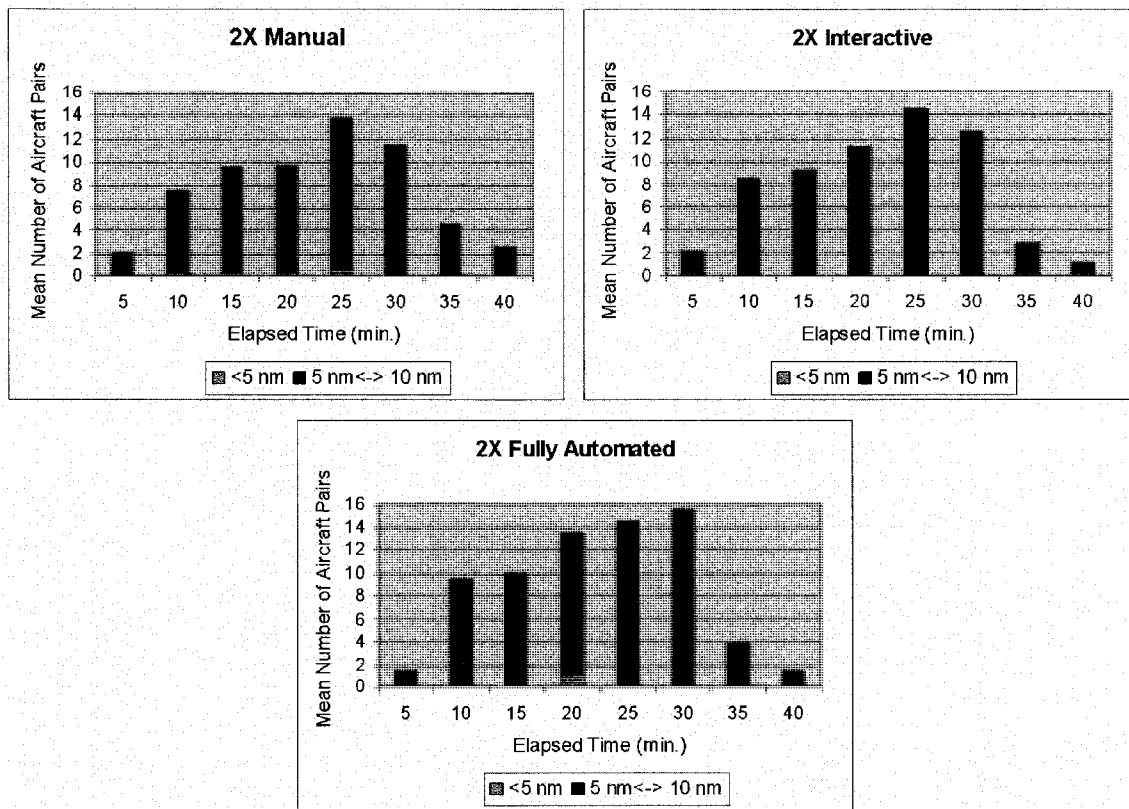 2X Manual
Mean Number of Aircraft Pairs
16
14
12
10
8
6
4
2
0
5 10 15 20 25 30 35 40
Elapsed Time (min.)
<5 nm 5 nm<-> 10 nm
2X Interactive
Mean Number of Aircraft Pairs
16
14
12
10
8
6
4
2
0
5 10 15 20 25 30 35 40
Elapsed Time (min.)
<5 nm 5 nm<-> 10 nm
2X Fully Automated
Mean Number of Aircraft Pairs
16
14
12
10
8
6
4
2
0
5 10 15 20 25 30 35 40
Elapsed Time (min.)
<5 nm 5 nm<-> 10 nm